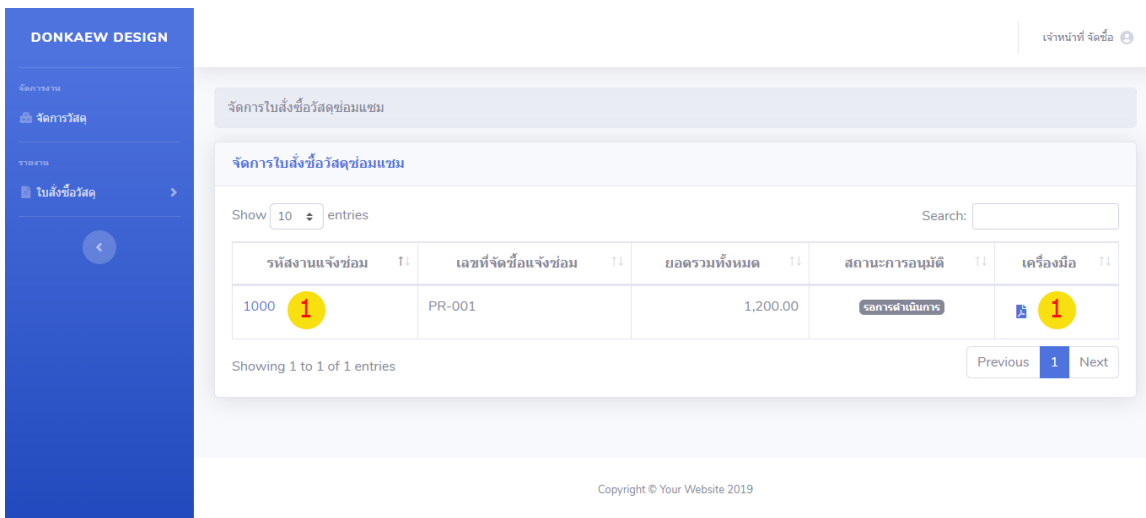 DONKAEW DESIGN
เจ้าหน้าที่ จัดซื้อ
จัดการงาน
จัดการวัสดุ
รายงาน
ใบสั่งซื้อวัสดุ
จัดการใบสั่งซื้อวัสดุซ่อมแซม
จัดการใบสั่งซื้อวัสดุซ่อมแซม
Show 10 entries
Search:
รหัสงานแจ้งซ่อม เลขที่จัดซื้อแจ้งซ่อม ยอดรวมทั้งหมด สถานะการอนุมัติ เครื่องมือ
1000 1 PR-001 1,200.00 รอการดำเนินการ 1
Showing 1 to 1 of 1 entries
Previous 1 Next
Copyright © Your Website 2019